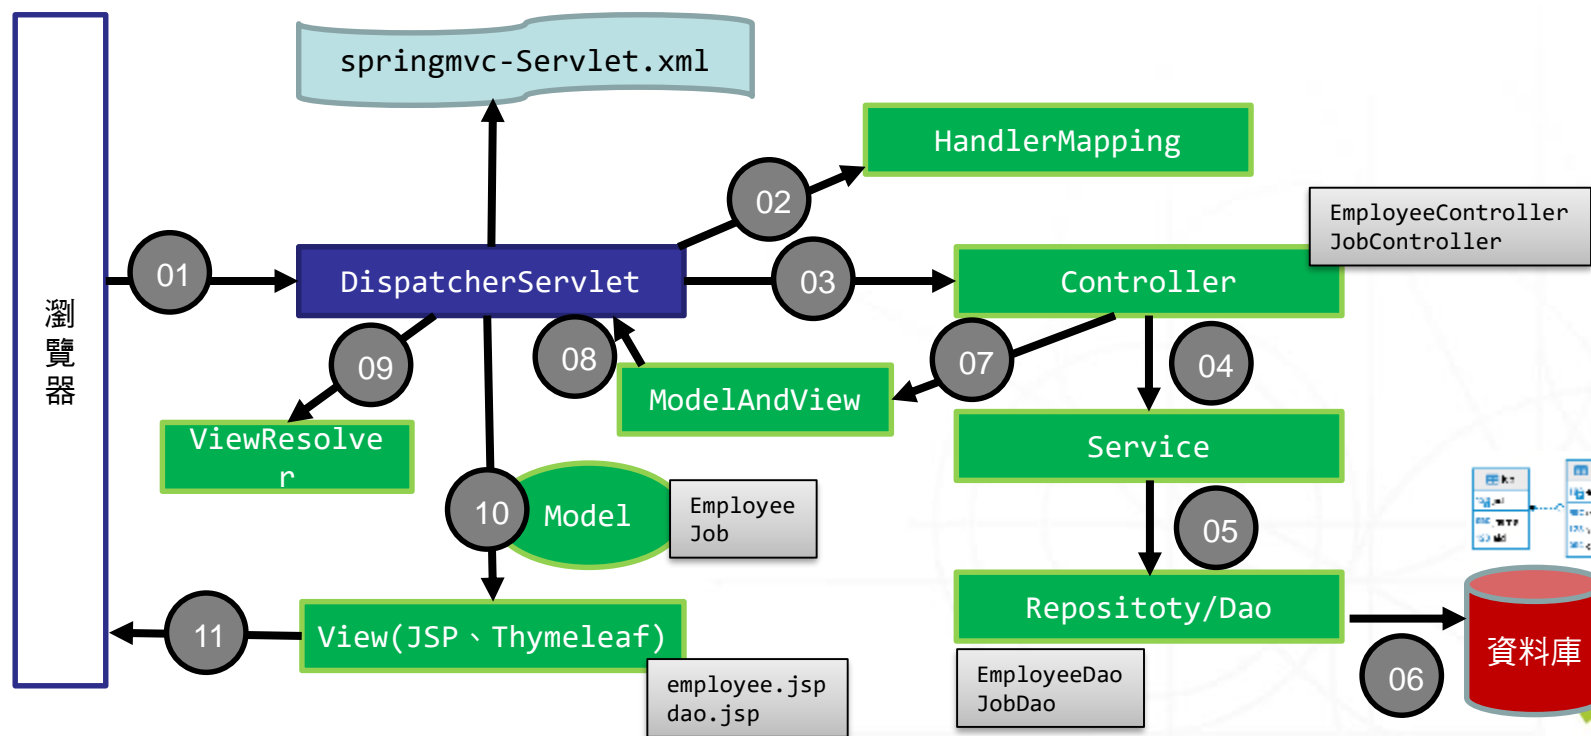 springmvc-Servlet.xml
HandlerMapping
02
EmployeeController
JobController
01
DispatcherServlet
03
Controller
瀏覽器
09
08
07
04
ModelAndView
ViewResolve
r
Service
10
Model
Employee
Job
05
11
View(JSP、Thymeleaf)
Repositoty/Dao
資料庫
employee.jsp
dao.jsp
EmployeeDao
JobDao
06